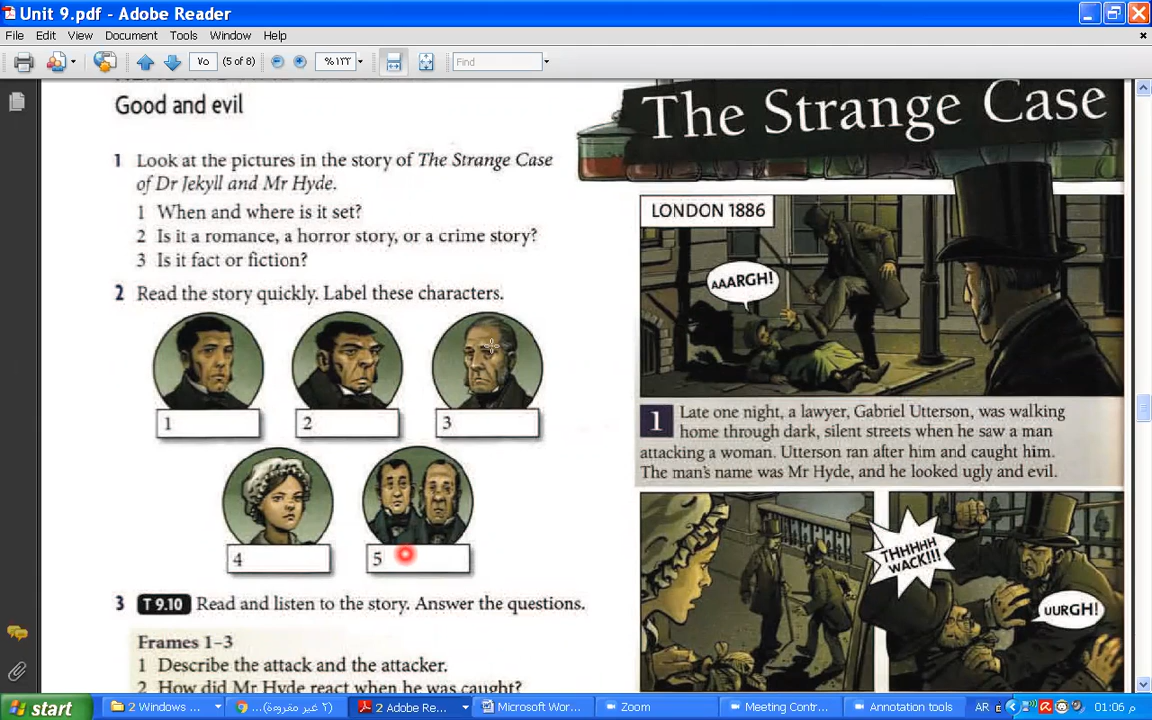 Unit 9.pdf - Adobe Reader
File Edit View Document Tools Window Help
٧٥ (5 of 8) %١٣٣ Find
Good and evil
1 Look at the pictures in the story of The Strange Case
of Dr Jekyll and Mr Hyde.
1 When and where is it set?
2 Is it a romance, a horror story, or a crime story?
3 Is it fact or fiction?
2 Read the story quickly. Label these characters.
1
2
3
4
5
3 T 9.10 Read and listen to the story. Answer the questions.
Frames 1–3
1 Describe the attack and the attacker.
2 How did Mr Hyde react when he was caught?
The Strange Case
LONDON 1886
AAARGH!
1 Late one night, a lawyer, Gabriel Utterson, was walking
home through dark, silent streets when he saw a man
attacking a woman. Utterson ran after him and caught him.
The man's name was Mr Hyde, and he looked ugly and evil.
THHHHH
WACK!!!
UURGH!
start 2 Windows ... (٢ غير مقروءة)... 2 Adobe Re... Microsoft Wor... Zoom Meeting Contr... Annotation tools AR 01:06 م